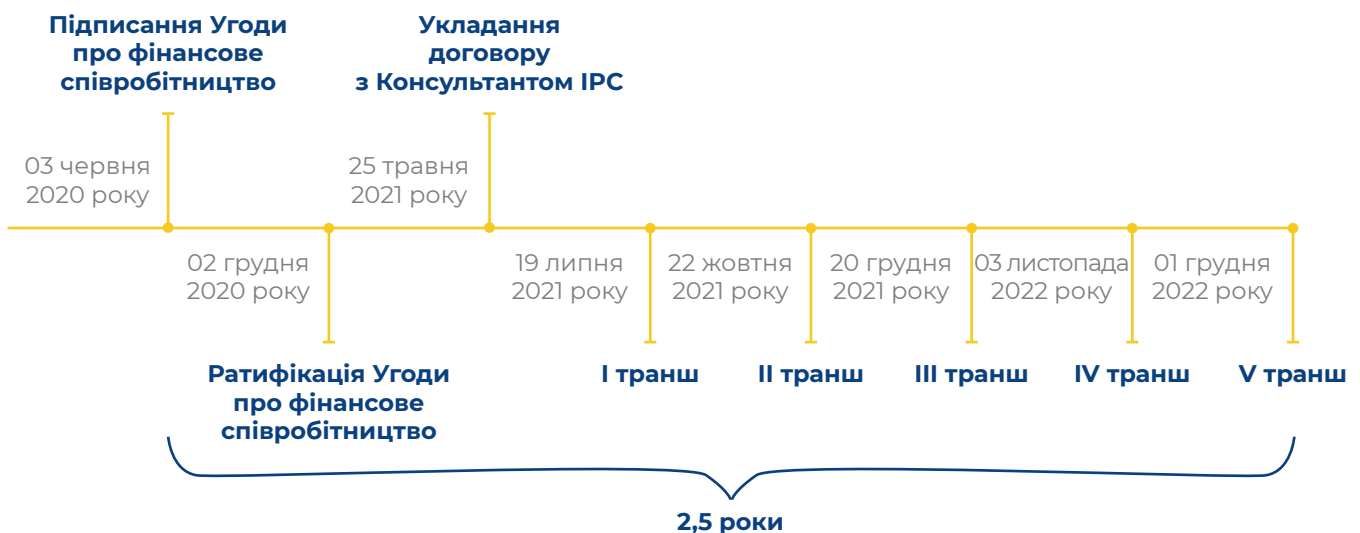 Підписання Угоди
про фінансове
співробітництво
Укладання
договору
з Консультантом ІРС
03 червня
2020 року
25 травня
2021 року
02 грудня
2020 року
19 липня
2021 року
22 жовтня
2021 року
20 грудня
2021 року
03 листопада
2022 року
01 грудня
2022 року
Ратифікація Угоди
про фінансове
співробітництво
I транш
II транш
III транш
IV транш
V транш
2,5 роки